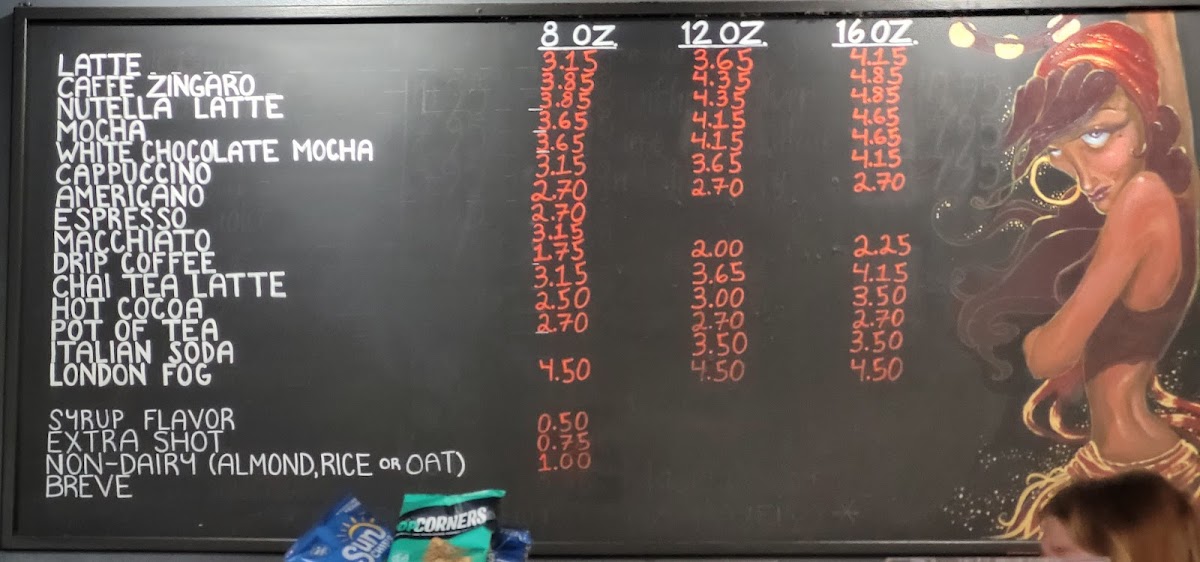 8 OZ. 12 OZ. 16 OZ.
LATTE 3.15 3.65 4.15
CAFFE ZINGARO 3.85 4.35 4.85
NUTELLA LATTE 3.85 4.35 4.85
MOCHA 3.65 4.15 4.65
WHITE CHOCOLATE MOCHA 3.65 4.15 4.65
CAPPUCCINO 3.15 3.65 4.15
AMERICANO 2.70 2.70 2.70
ESPRESSO 2.70
MACCHIATO 3.15
DRIP COFFEE 1.75 2.00 2.25
CHAI TEA LATTE 3.15 3.65 4.15
HOT COCOA 2.50 3.00 3.50
POT OF TEA 2.70 2.70 2.70
ITALIAN SODA 3.50 3.50
LONDON FOG 4.50 4.50 4.50
SYRUP FLAVOR 0.50
EXTRA SHOT 0.75
NON-DAIRY (ALMOND, RICE OR OAT) 1.00
BREVE
Sun
CORNERS